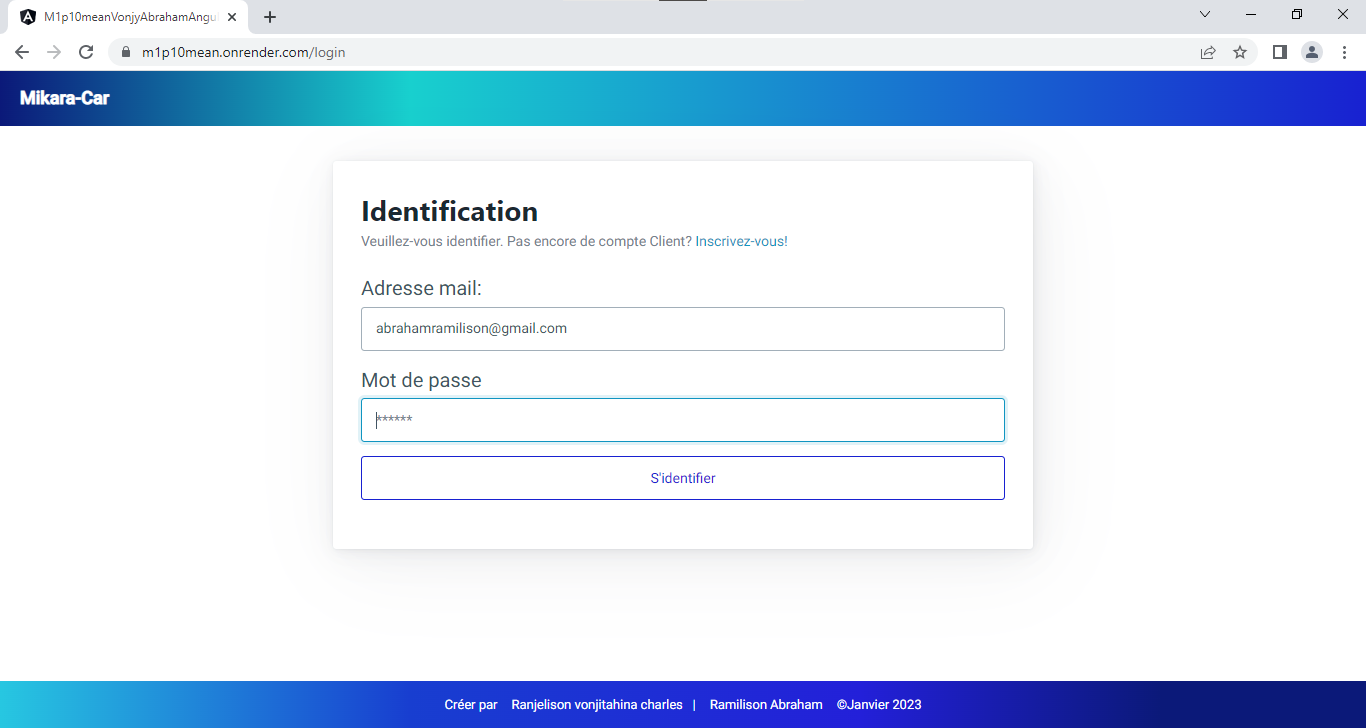 M1p10meanVonjyAbrahamAngu
m1p10mean.onrender.com/login
Mikara-Car
Identification
Veuillez-vous identifier. Pas encore de compte Client? Inscrivez-vous!
Adresse mail:
abrahamramilison@gmail.com
Mot de passe
******
S'identifier
Créer par Ranjelison vonjitahina charles | Ramilison Abraham ©Janvier 2023